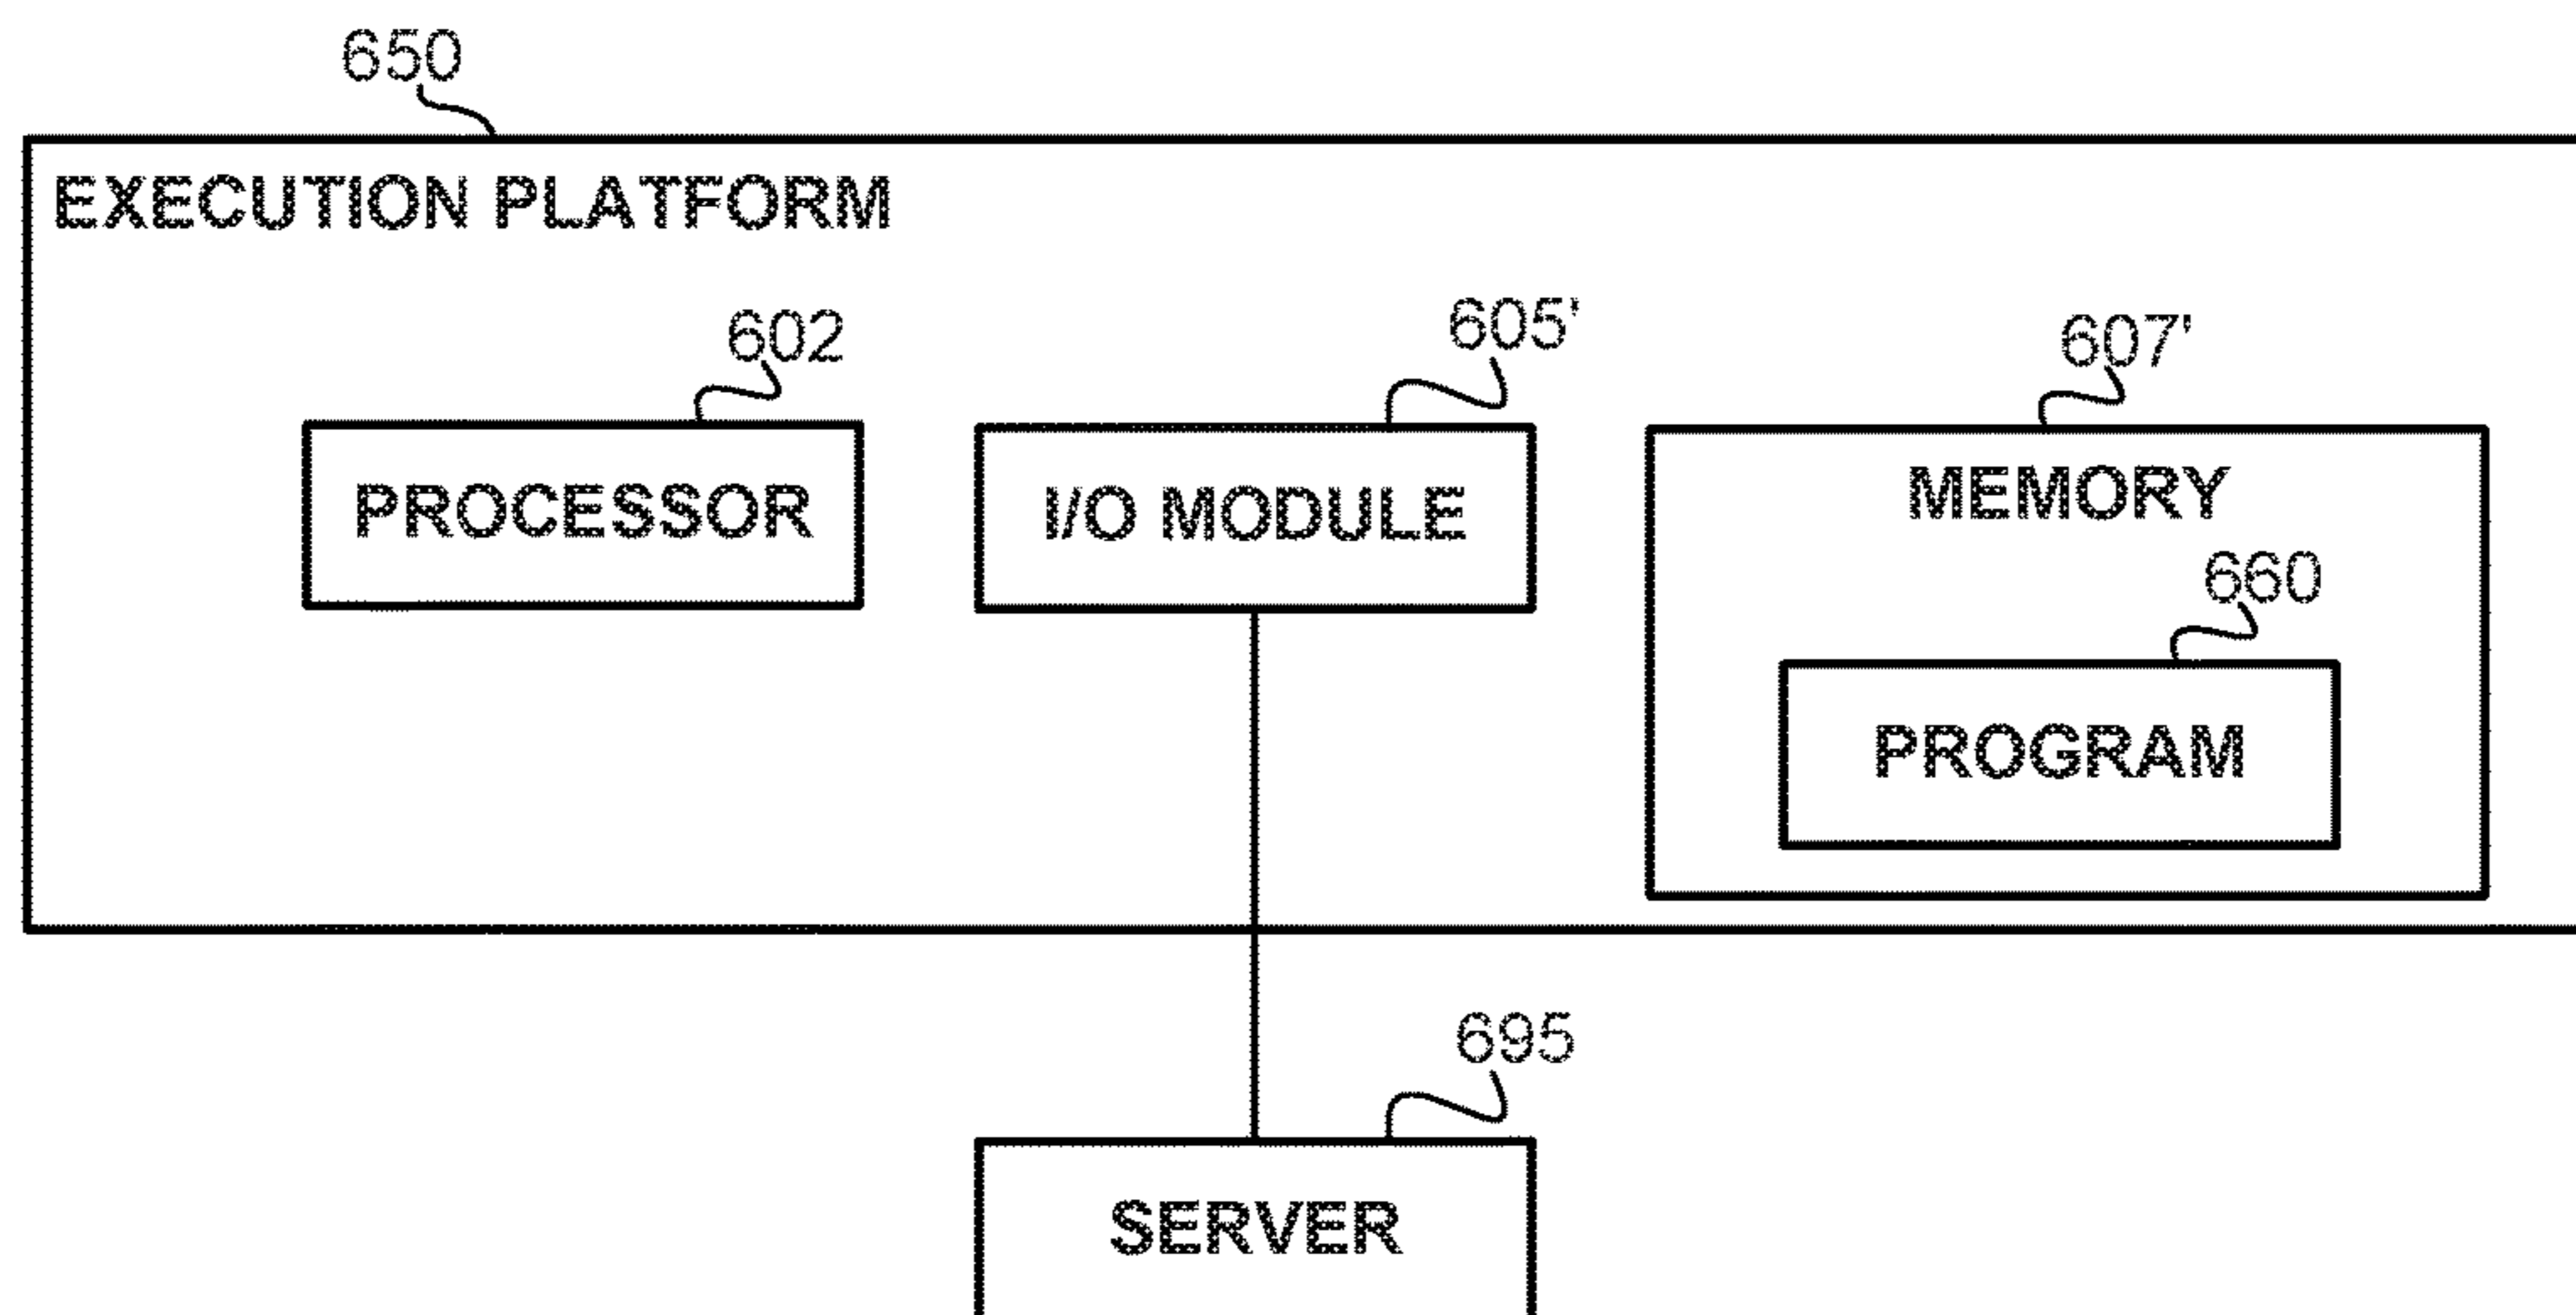 650
EXECUTION PLATFORM
602
605'
607'
PROCESSOR
I/O MODULE
MEMORY
660
PROGRAM
695
SERVER